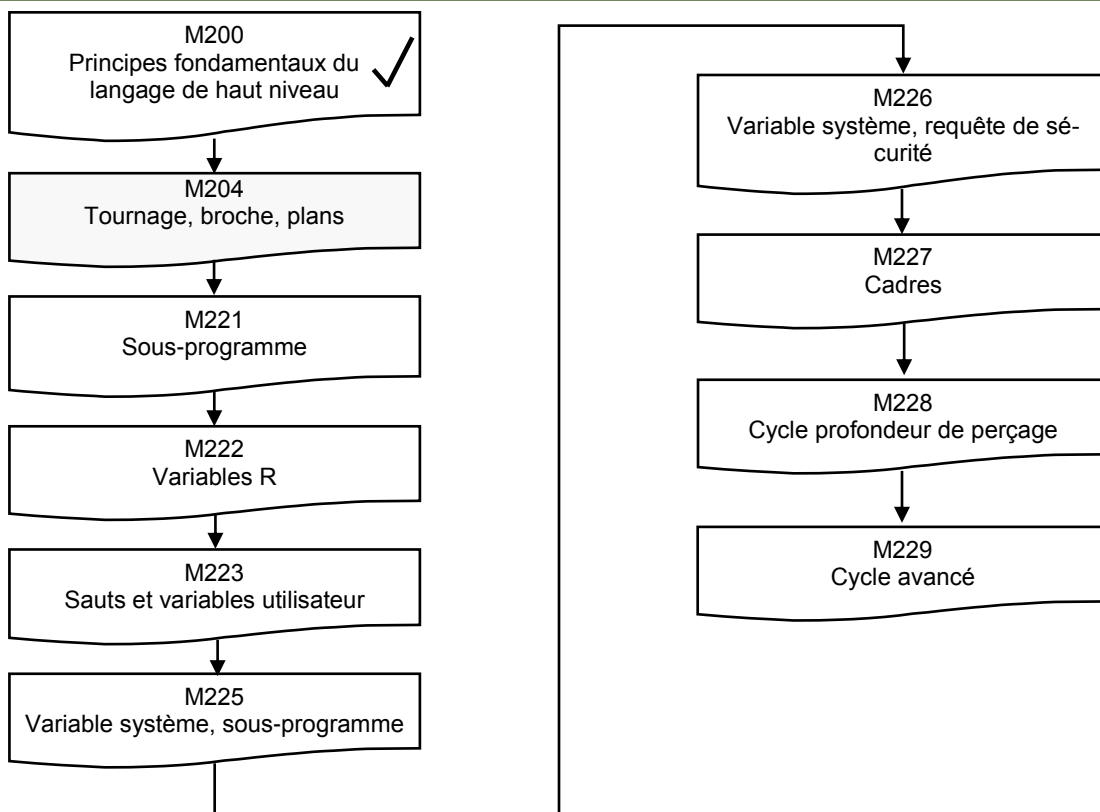 M200
Principes fondamentaux du
langage de haut niveau
M204
Tournage, broche, plans
M221
Sous-programme
M222
Variables R
M223
Sauts et variables utilisateur
M225
Variable système, sous-programme
M226
Variable système, requête de sé-
curité
M227
Cadres
M228
Cycle profondeur de perçage
M229
Cycle avancé